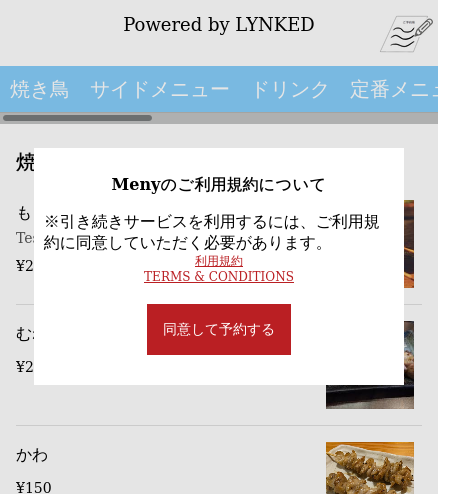 Powered by LYNKED
焼き鳥 サイドメニュー ドリンク 定番メニュ
焼
Menyのご利用規約について
※引き続きサービスを利用するには、ご利用規
約に同意していただく必要があります。
利用規約
TERMS & CONDITIONS
同意して予約する
も
Tes
¥2
む
¥2
かわ
¥150